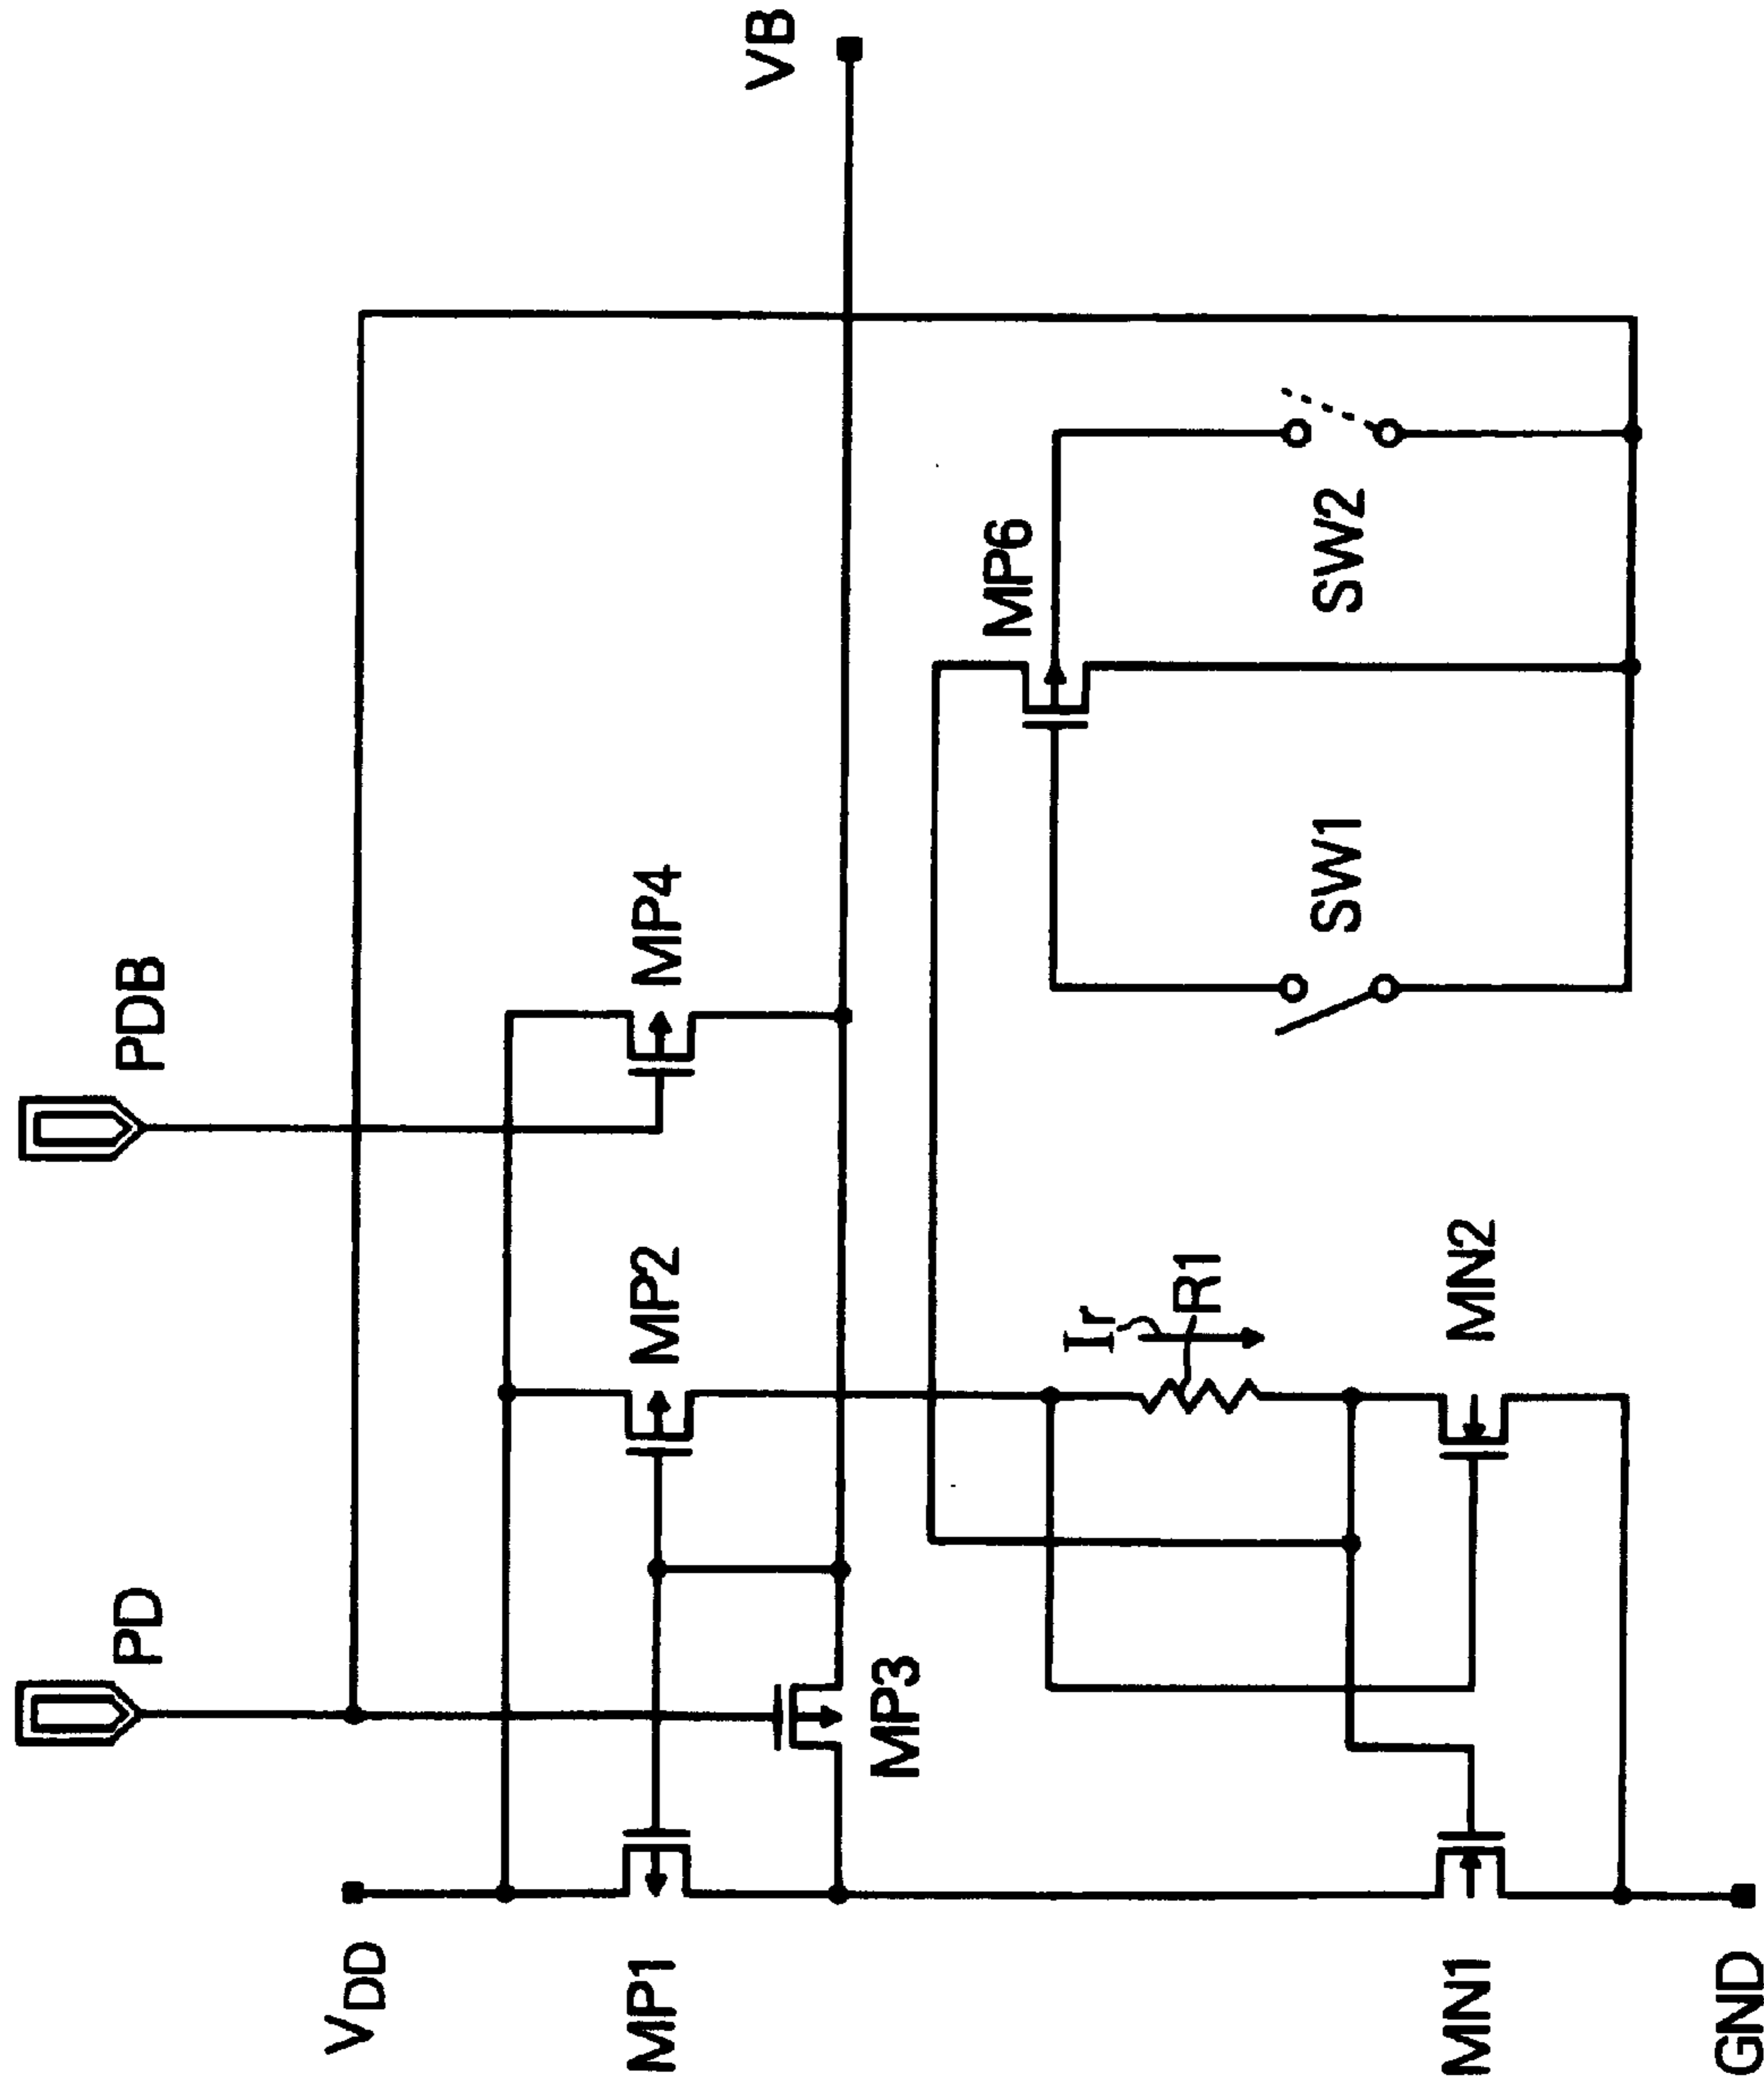 PD
PDB
VDD
MP1
MP2
MP4
VB
MP3
MP6
Ir
R1
SW1
SW2
MN1
MN2
GND